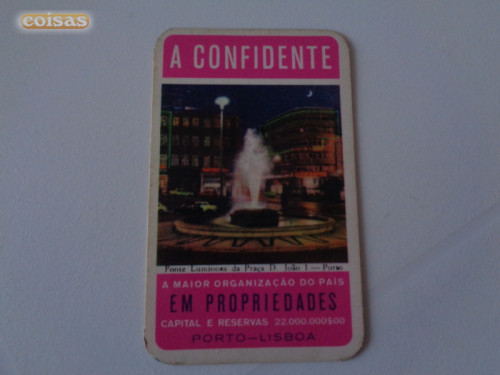 coisas
A CONFIDENTE
Fonte Luminosa da Praça D. João I — Porto
A MAIOR ORGANIZAÇÃO DO PAÍS
EM PROPRIEDADES
CAPITAL E RESERVAS 22.000.000$00
PORTO—LISBOA